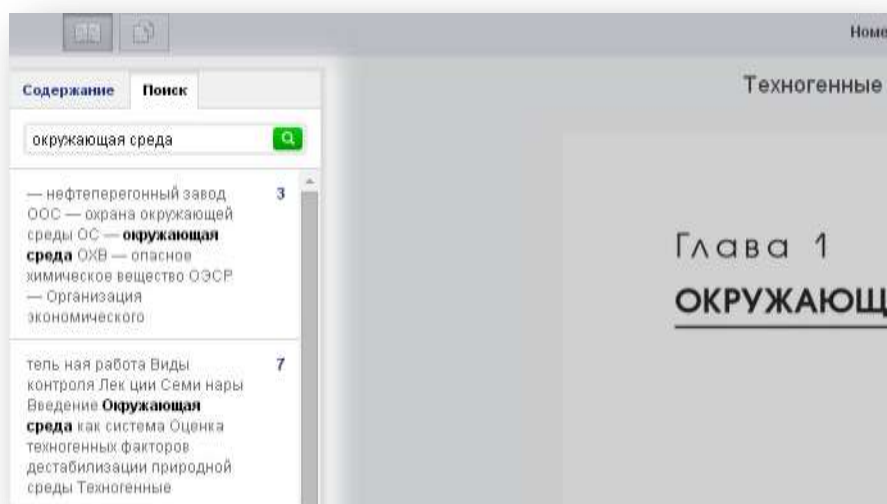 Номе
Содержание Поиск
окружающая среда
— нефтеперегонный завод 3
ООС — охрана окружающей
среды ОС — окружающая
среда ОХВ — опасное
химическое вещество ОЭСР
— Организация
экономического
тель ная работа Виды 7
контроля Лек ции Семи нары
Введение Окружающая
среда как система Оценка
техногенных факторов
дестабилизации природной
среды Техногенные
Техногенные
Глава 1
ОКРУЖАЮЩ